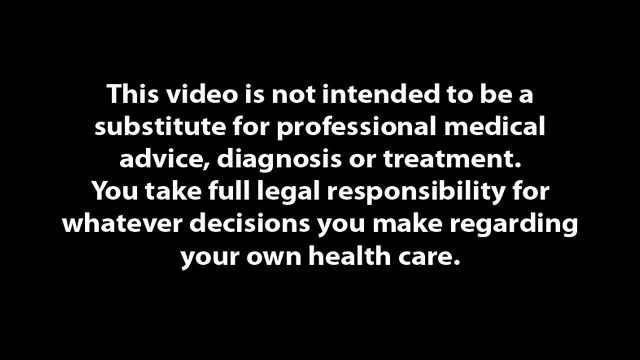 This video is not intended to be a
substitute for professional medical
advice, diagnosis or treatment.
You take full legal responsibility for
whatever decisions you make regarding
your own health care.